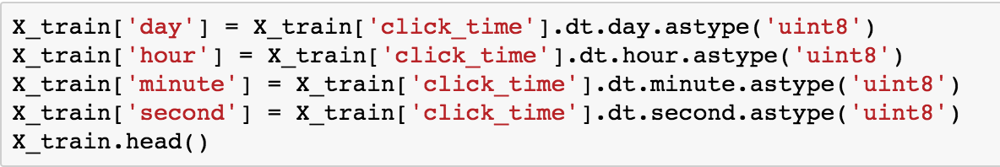 X_train['day'] = X_train['click_time'].dt.day.astype('uint8')
X_train['hour'] = X_train['click_time'].dt.hour.astype('uint8')
X_train['minute'] = X_train['click_time'].dt.minute.astype('uint8')
X_train['second'] = X_train['click_time'].dt.second.astype('uint8')
X_train.head()